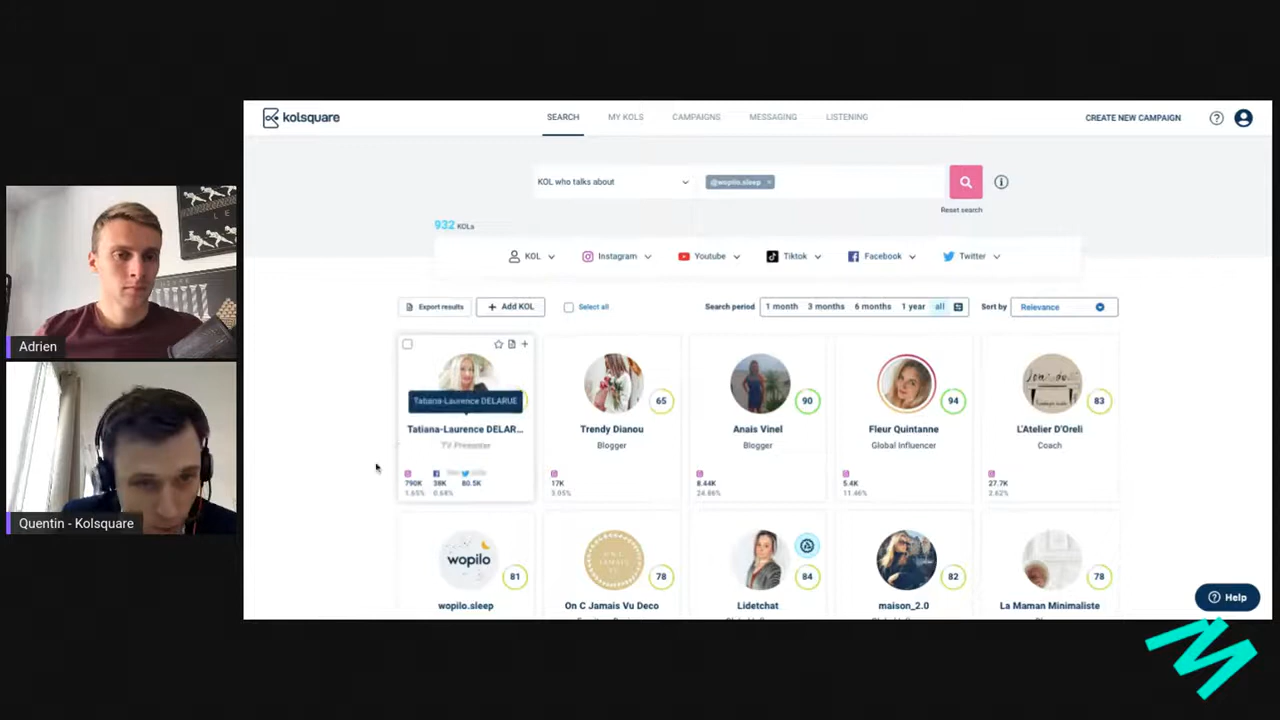 kolsquare
SEARCH
MY KOLS
CAMPAIGNS
MESSAGING
LISTENING
CREATE NEW CAMPAIGN
KOL who talks about
@wopilo.sleep ×
Reset search
932 KOLs
KOL
Instagram
Youtube
Tiktok
Facebook
Twitter
Export results
+ Add KOL
Select all
Search period
1 month
3 months
6 months
1 year
all
Sort by
Relevance
Tatiana-Laurence DELARUE
Tatiana-Laurence DELAR...
TV Presenter
790K
1.65%
38K
0.68%
80.5K
65
Trendy Dianou
Blogger
17K
3.05%
90
Anais Vinel
Blogger
8.44K
24.86%
94
Fleur Quintanne
Global Influencer
5.4K
11.46%
83
L'Atelier D'Oreli
Coach
27.7K
2.62%
wopilo
81
wopilo.sleep
78
On C Jamais Vu Deco
84
Lidetchat
82
maison_2.0
78
La Maman Minimaliste
Help
Adrien
Quentin - Kolsquare